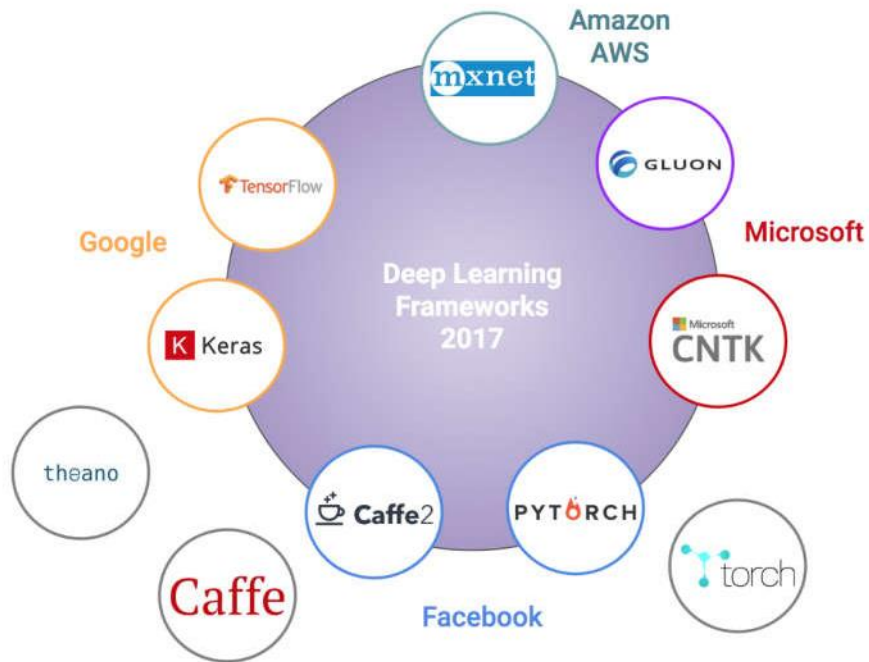 Amazon
AWS
mxnet
GLUON
TensorFlow
Google
Microsoft
Deep Learning
Frameworks
2017
K Keras
Microsoft
CNTK
theano
Caffe2
PYTORCH
Caffe
torch
Facebook